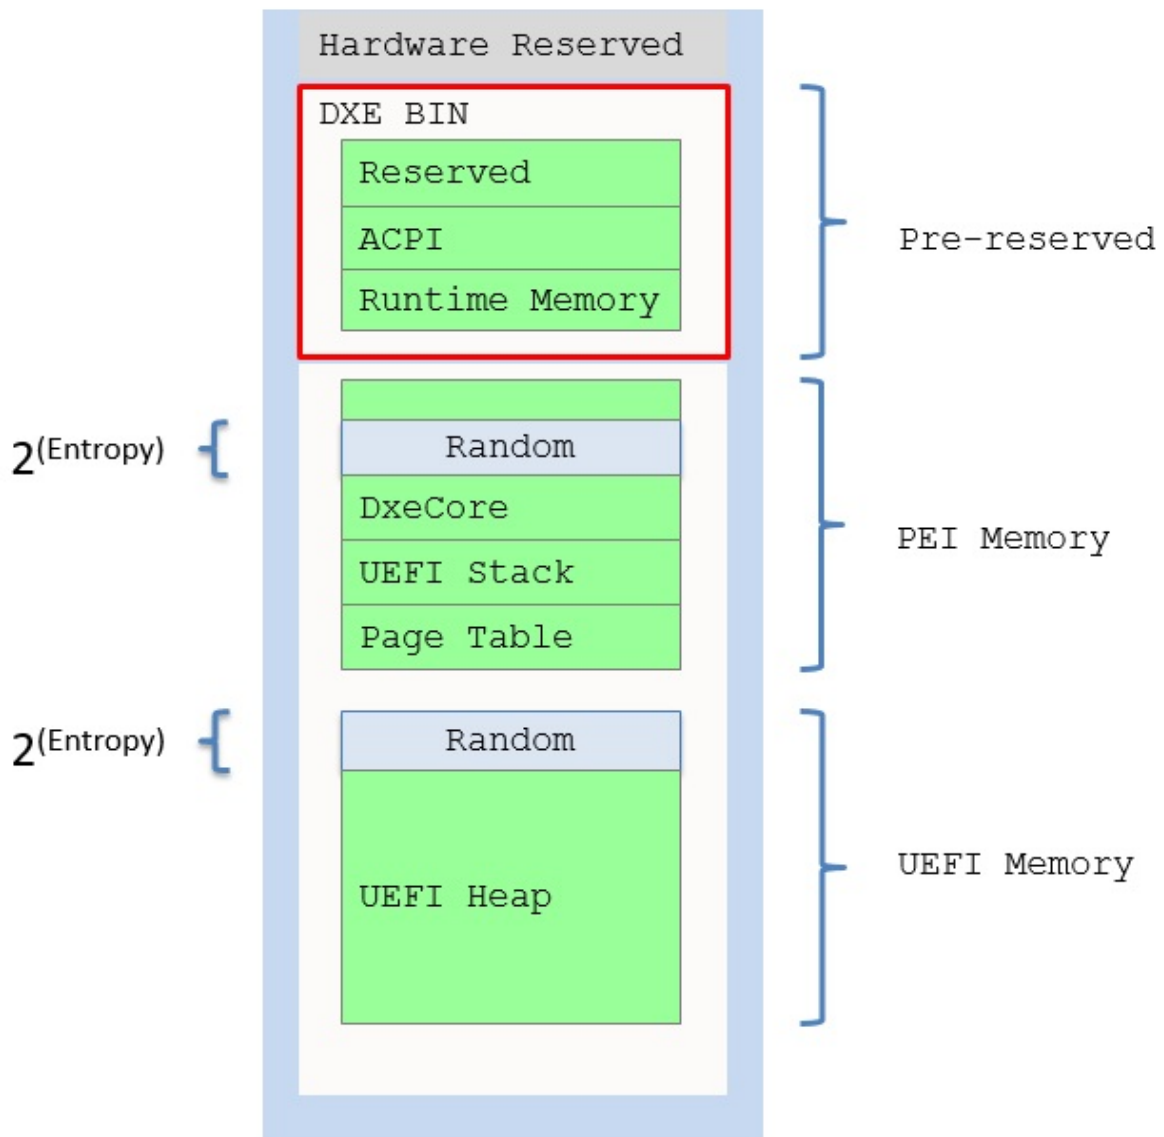 Hardware Reserved
DXE BIN
Reserved
ACPI
Runtime Memory
Pre-reserved
2(Entropy)
Random
DxeCore
UEFI Stack
Page Table
PEI Memory
2(Entropy)
Random
UEFI Heap
UEFI Memory